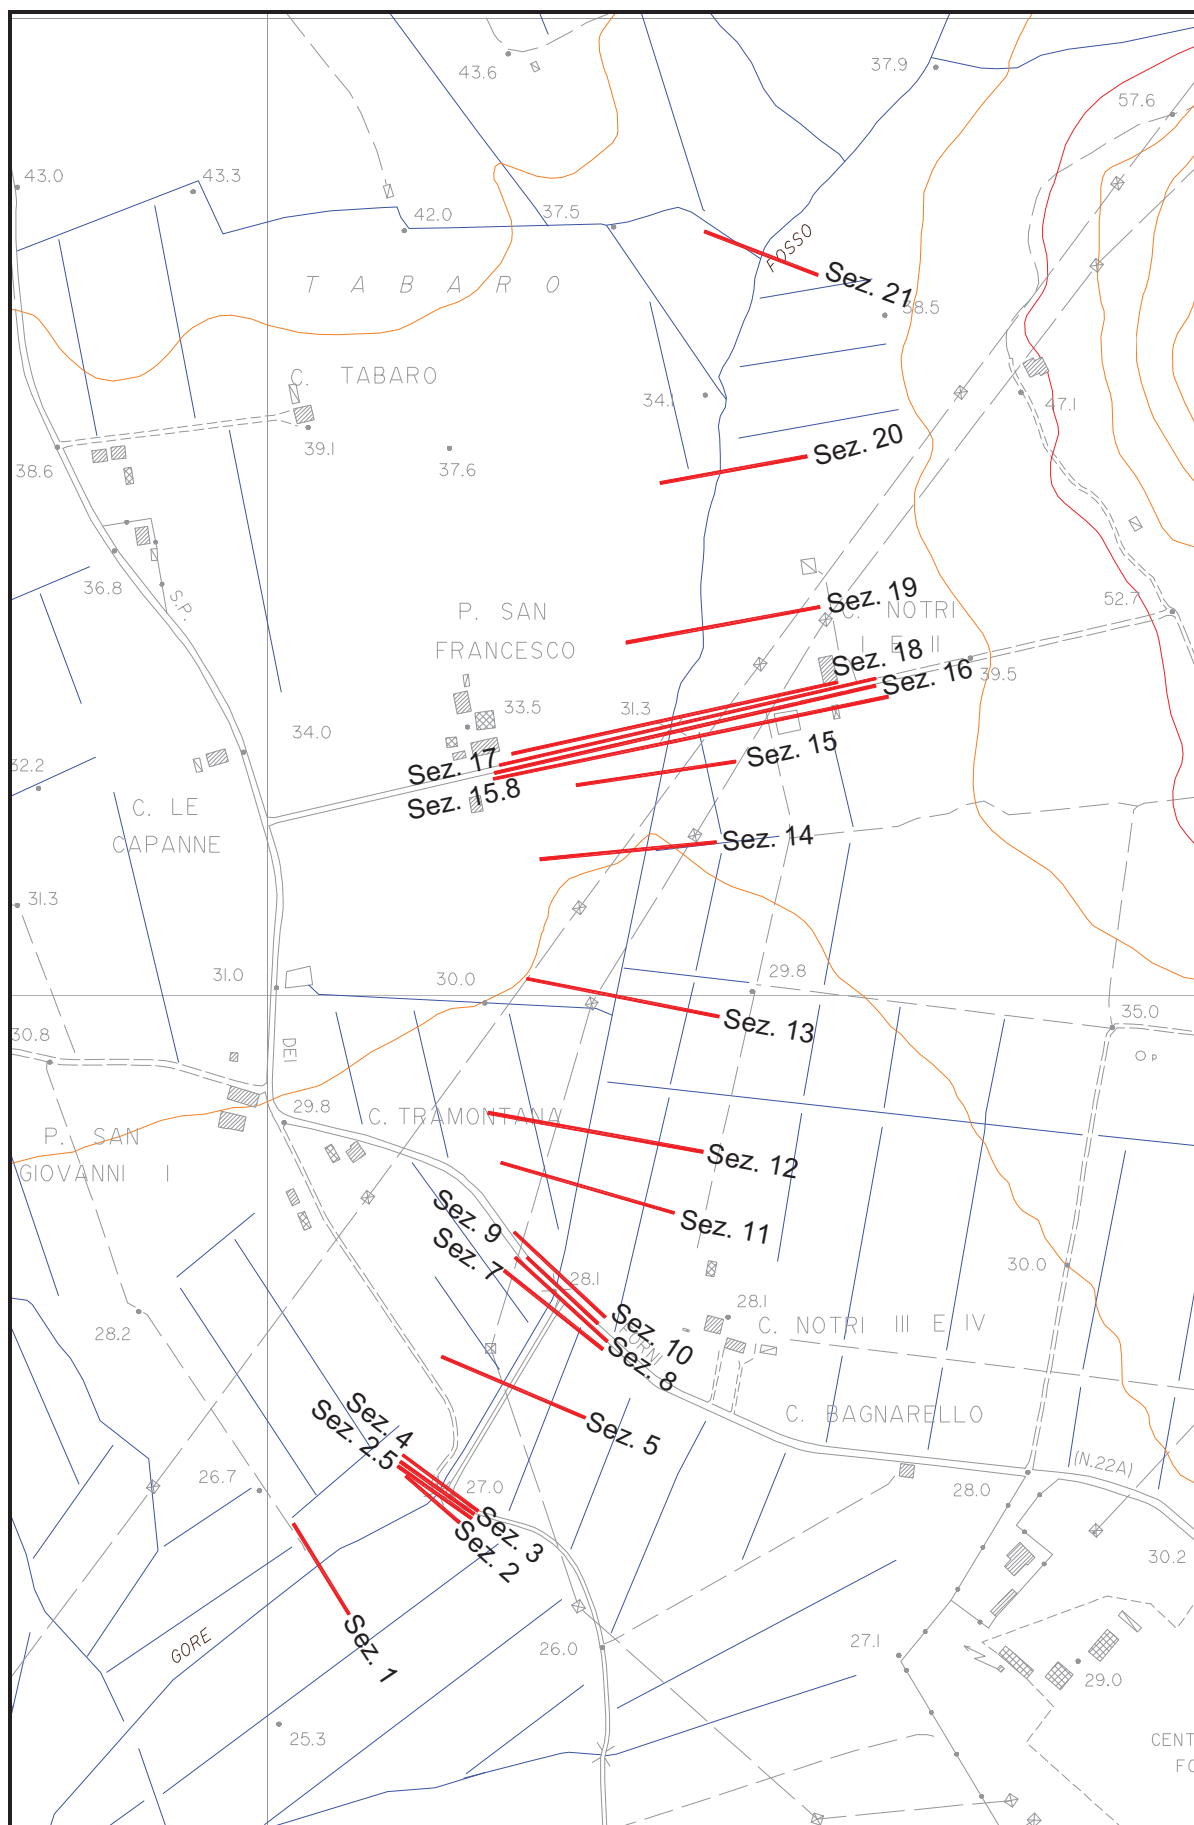 43.6
37.9
57.6
43.0
43.3
42.0
37.5
FOSSO
TABARO
Sez. 21
38.5
C. TABARO
34.1
47.1
39.1
38.6
37.6
Sez. 20
36.8
S.P.
P. SAN
FRANCESCO
Sez. 19
C. NOTRI
I E II
52.7
Sez. 18
39.5
Sez. 16
33.5
31.3
34.0
Sez. 17
Sez. 15
32.2
Sez. 15.8
C. LE
CAPANNE
Sez. 14
31.3
31.0
30.0
29.8
Sez. 13
35.0
30.8
DEI
Op
29.8
C. TRAMONTANA
P. SAN
GIOVANNI I
Sez. 12
Sez. 9
Sez. 11
Sez. 7
28.1
30.0
28.2
28.1
Sez. 10
FORNI
C. NOTRI III E IV
Sez. 8
Sez. 4
Sez. 2.5
Sez. 5
C. BAGNARELLO
(N.22A)
26.7
27.0
28.0
Sez. 3
Sez. 2
30.2
Sez. 1
GORE
26.0
27.1
29.0
25.3
CENT
FO